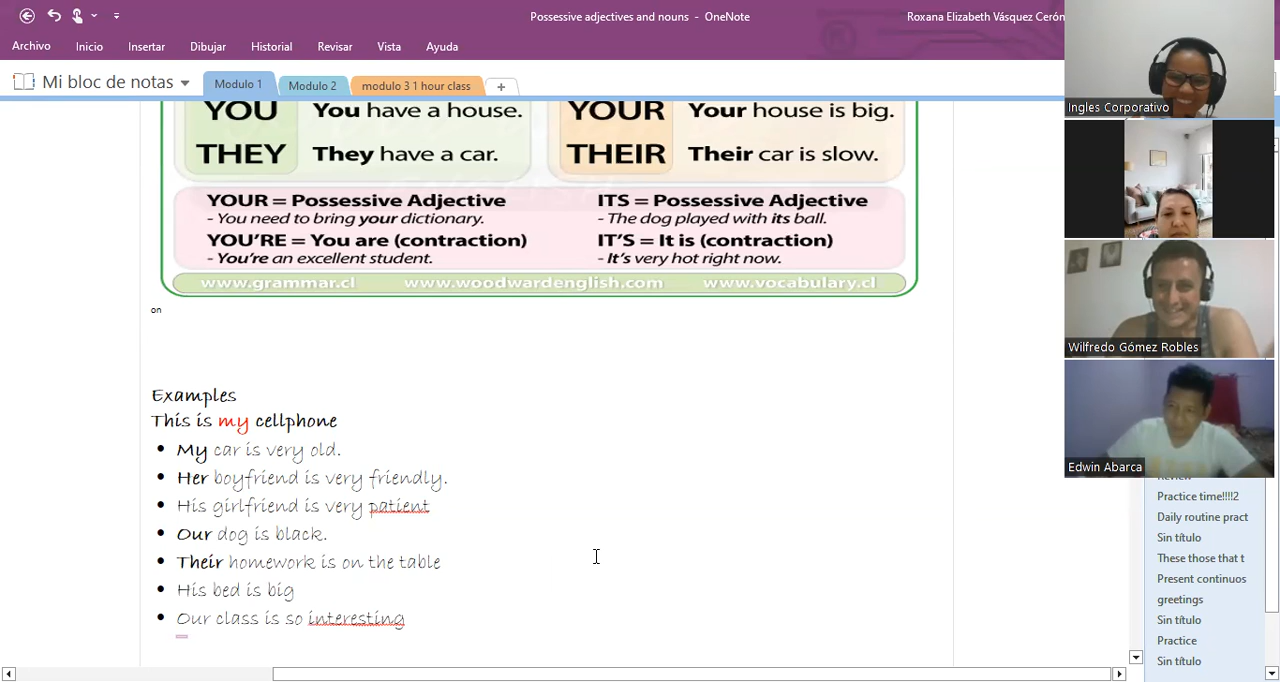 Possessive adjectives and nouns - OneNote
Roxana Elizabeth Vásquez Cerón
Archivo Inicio Insertar Dibujar Historial Revisar Vista Ayuda
Mi bloc de notas
Modulo 1
Modulo 2
modulo 3 1 hour class
YOU You have a house.
YOUR Your house is big.
THEY They have a car.
THEIR Their car is slow.
YOUR = Possessive Adjective
- You need to bring your dictionary.
YOU'RE = You are (contraction)
- You're an excellent student.
ITS = Possessive Adjective
- The dog played with its ball.
IT'S = It is (contraction)
- It's very hot right now.
www.grammar.cl www.woodwardenglish.com www.vocabulary.cl
on
Examples
This is my cellphone
• My car is very old.
• Her boyfriend is very friendly.
• His girlfriend is very patient
• Our dog is black.
• Their homework is on the table
• His bed is big
• Our class is so interesting
Ingles Corporativo
Wilfredo Gómez Robles
Edwin Abarca
Review
Practice time!!!!2
Daily routine pract
Sin título
These those that t
Present continuos
greetings
Sin título
Practice
Sin título